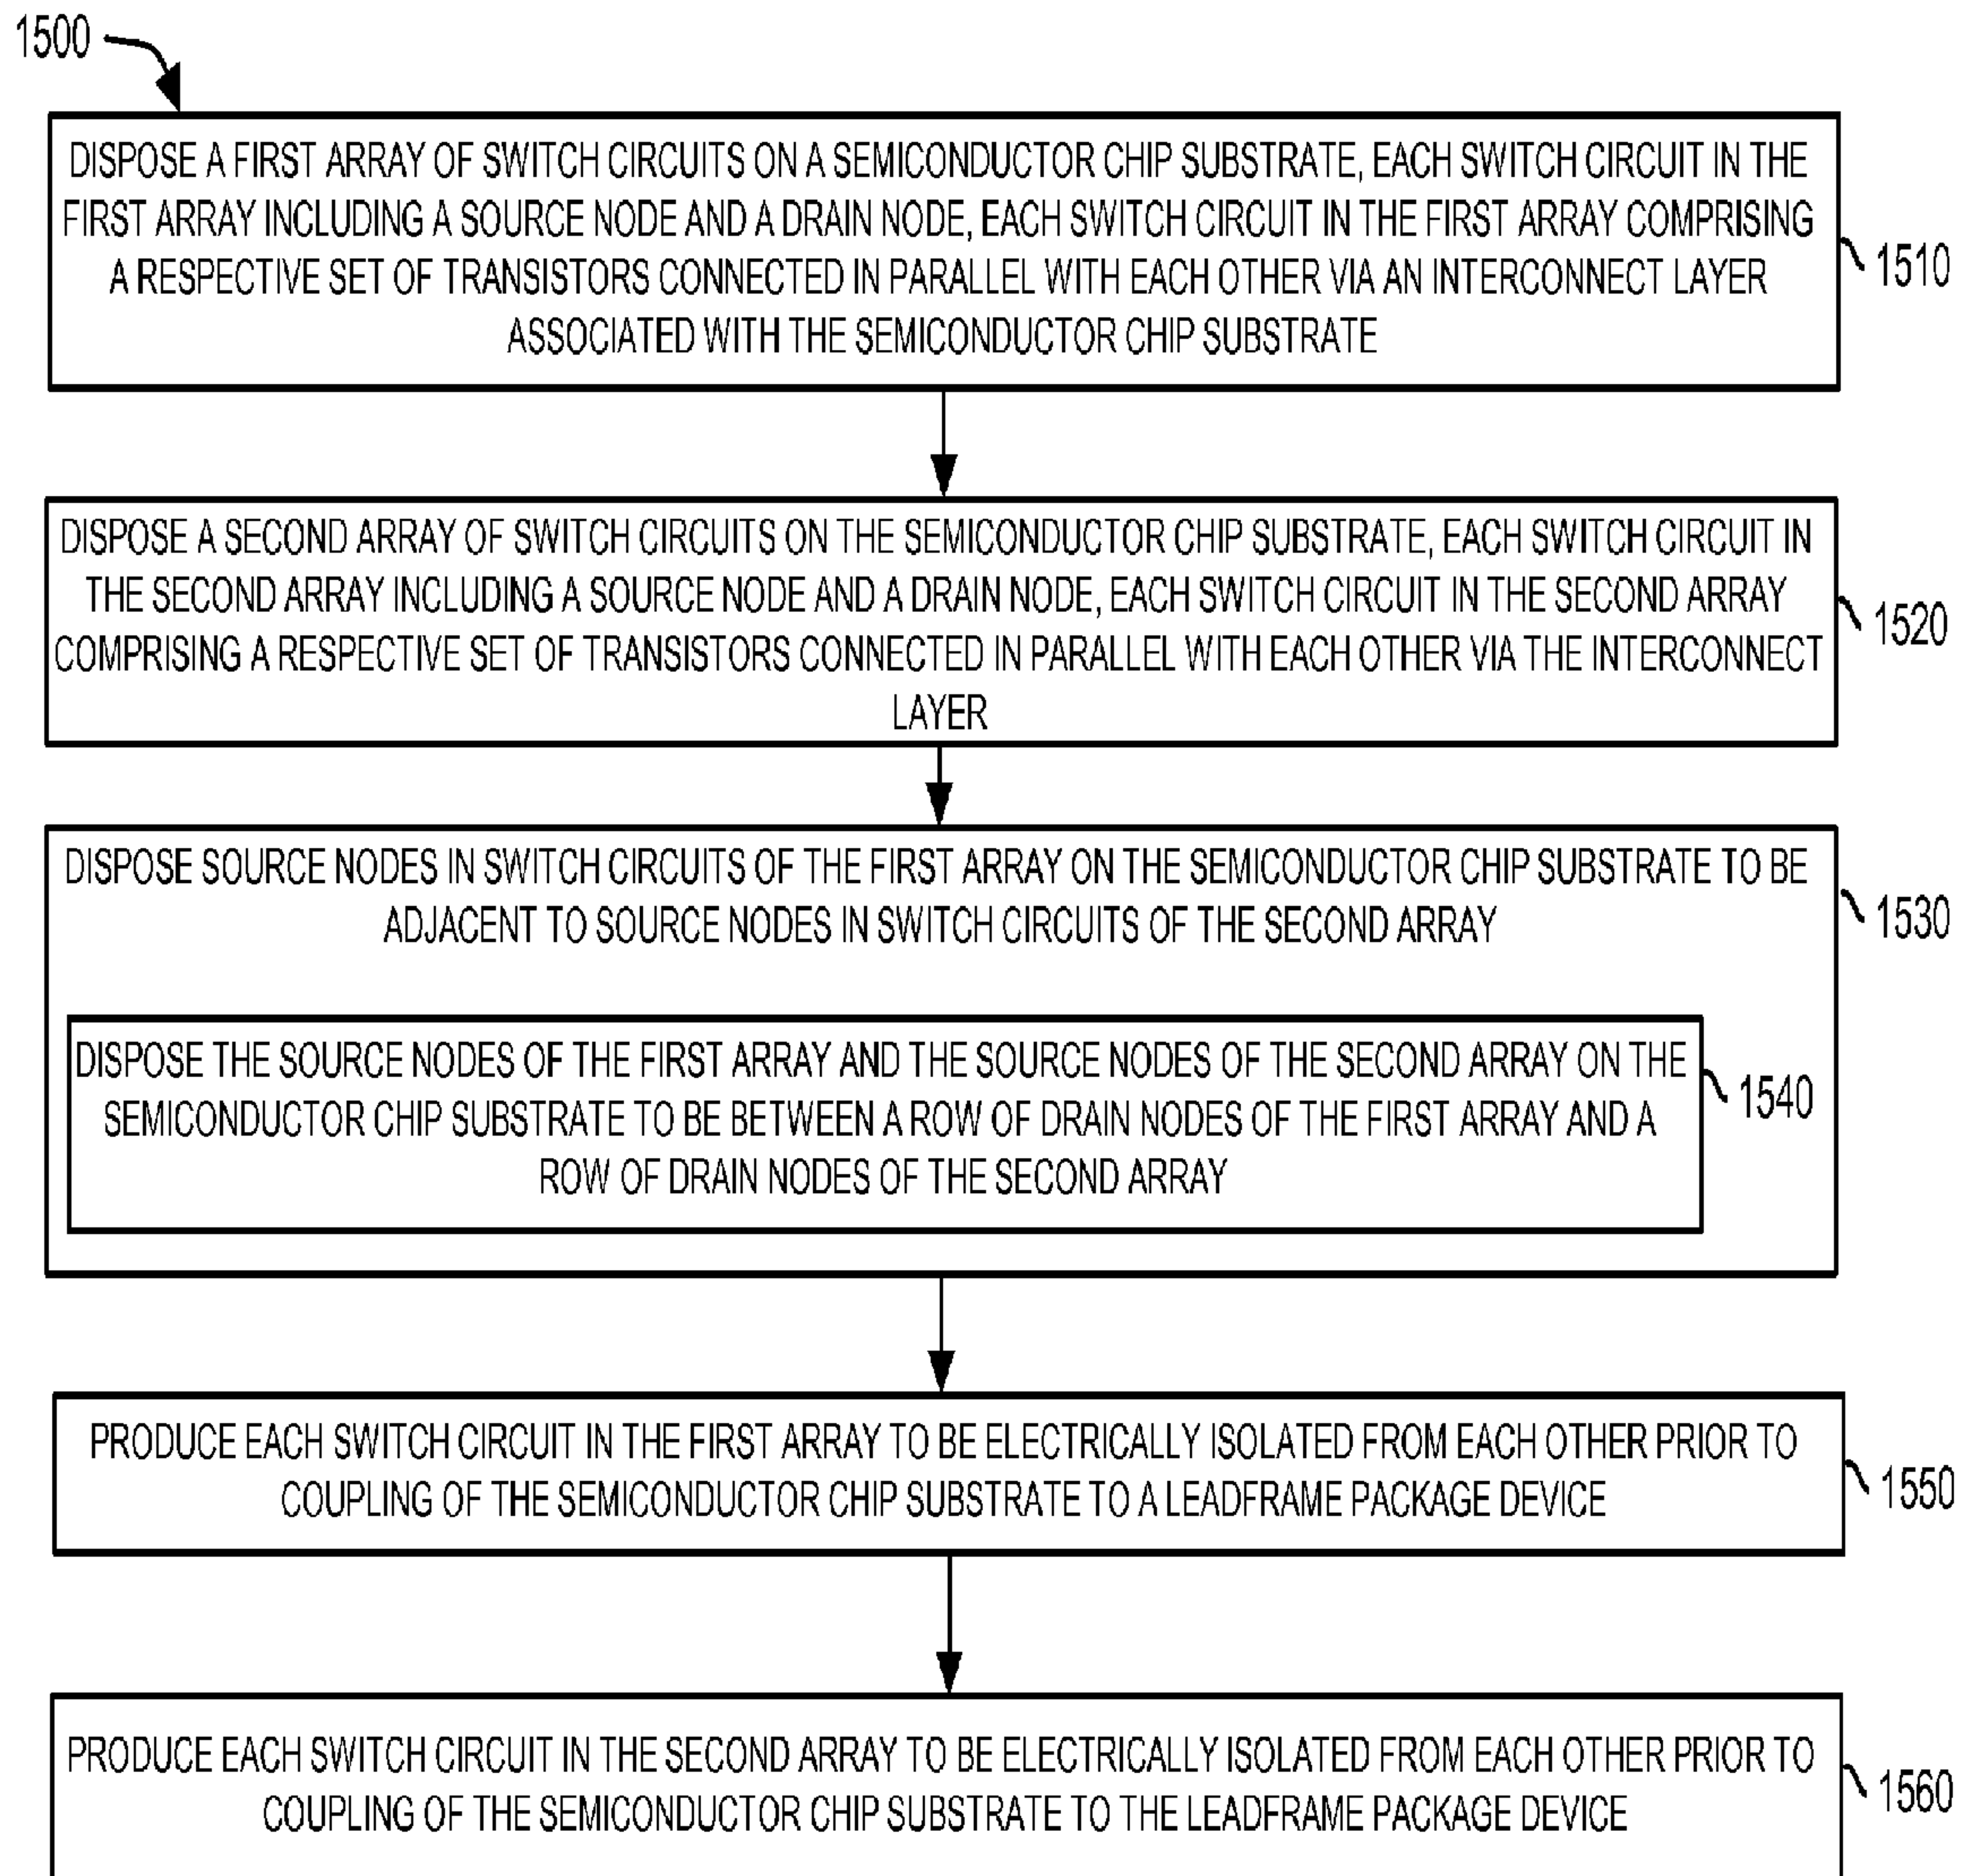 1500
DISPOSE A FIRST ARRAY OF SWITCH CIRCUITS ON A SEMICONDUCTOR CHIP SUBSTRATE, EACH SWITCH CIRCUIT IN THE
FIRST ARRAY INCLUDING A SOURCE NODE AND A DRAIN NODE, EACH SWITCH CIRCUIT IN THE FIRST ARRAY COMPRISING
A RESPECTIVE SET OF TRANSISTORS CONNECTED IN PARALLEL WITH EACH OTHER VIA AN INTERCONNECT LAYER
ASSOCIATED WITH THE SEMICONDUCTOR CHIP SUBSTRATE
1510
DISPOSE A SECOND ARRAY OF SWITCH CIRCUITS ON THE SEMICONDUCTOR CHIP SUBSTRATE, EACH SWITCH CIRCUIT IN
THE SECOND ARRAY INCLUDING A SOURCE NODE AND A DRAIN NODE, EACH SWITCH CIRCUIT IN THE SECOND ARRAY
COMPRISING A RESPECTIVE SET OF TRANSISTORS CONNECTED IN PARALLEL WITH EACH OTHER VIA THE INTERCONNECT
LAYER
1520
DISPOSE SOURCE NODES IN SWITCH CIRCUITS OF THE FIRST ARRAY ON THE SEMICONDUCTOR CHIP SUBSTRATE TO BE
ADJACENT TO SOURCE NODES IN SWITCH CIRCUITS OF THE SECOND ARRAY
1530
DISPOSE THE SOURCE NODES OF THE FIRST ARRAY AND THE SOURCE NODES OF THE SECOND ARRAY ON THE
SEMICONDUCTOR CHIP SUBSTRATE TO BE BETWEEN A ROW OF DRAIN NODES OF THE FIRST ARRAY AND A
ROW OF DRAIN NODES OF THE SECOND ARRAY
1540
PRODUCE EACH SWITCH CIRCUIT IN THE FIRST ARRAY TO BE ELECTRICALLY ISOLATED FROM EACH OTHER PRIOR TO
COUPLING OF THE SEMICONDUCTOR CHIP SUBSTRATE TO A LEADFRAME PACKAGE DEVICE
1550
PRODUCE EACH SWITCH CIRCUIT IN THE SECOND ARRAY TO BE ELECTRICALLY ISOLATED FROM EACH OTHER PRIOR TO
COUPLING OF THE SEMICONDUCTOR CHIP SUBSTRATE TO THE LEADFRAME PACKAGE DEVICE
1560